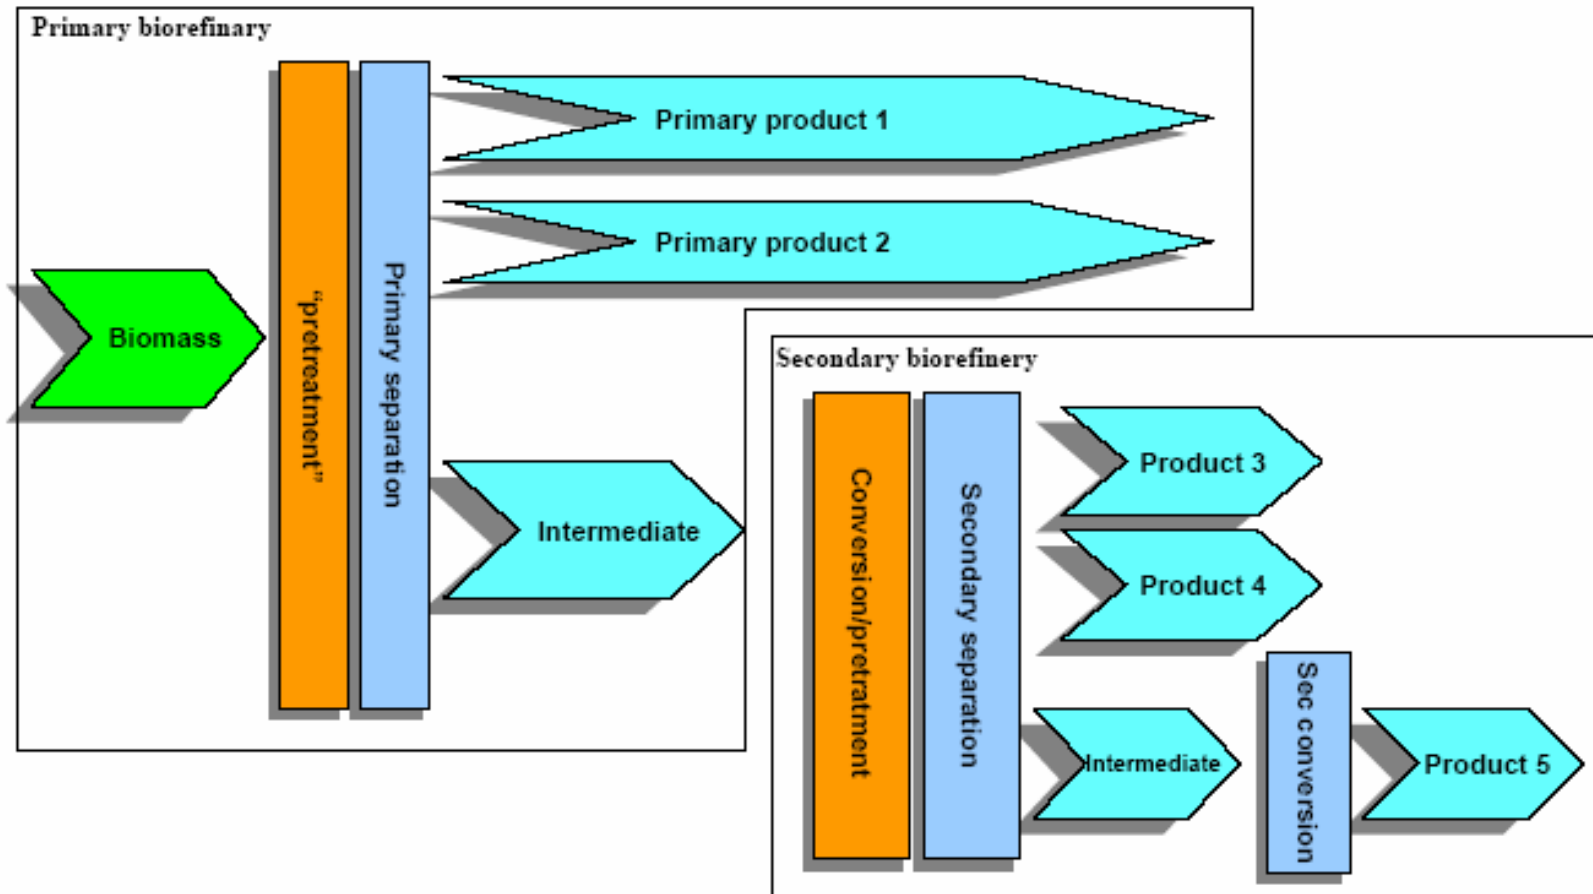 Primary biorefinary
Primary product 1
Primary product 2
Biomass
“pretreatment”
Primary separation
Intermediate
Secondary biorefinery
Conversion/pretratment
Secondary separation
Product 3
Product 4
Intermediate
Sec conversion
Product 5